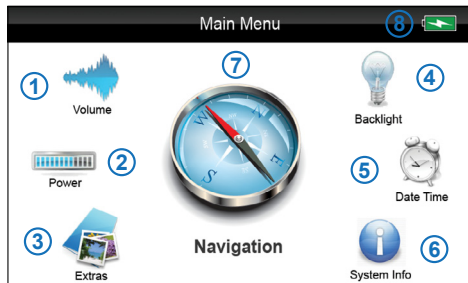 Main Menu
8
1
Volume
7
4
Backlight
2
Power
5
Date Time
W
N
S
E
3
Extras
Navigation
6
System Info